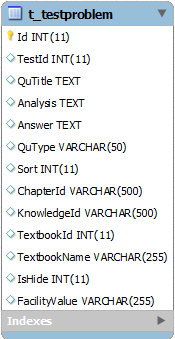 t_testproblem
Id INT(11)
TestId INT(11)
QuTitle TEXT
Analysis TEXT
Answer TEXT
QuType VARCHAR(50)
Sort INT(11)
ChapterId VARCHAR(500)
KnowledgeId VARCHAR(500)
TextbookId INT(11)
TextbookName VARCHAR(255)
IsHide INT(11)
FacilityValue VARCHAR(255)
Indexes